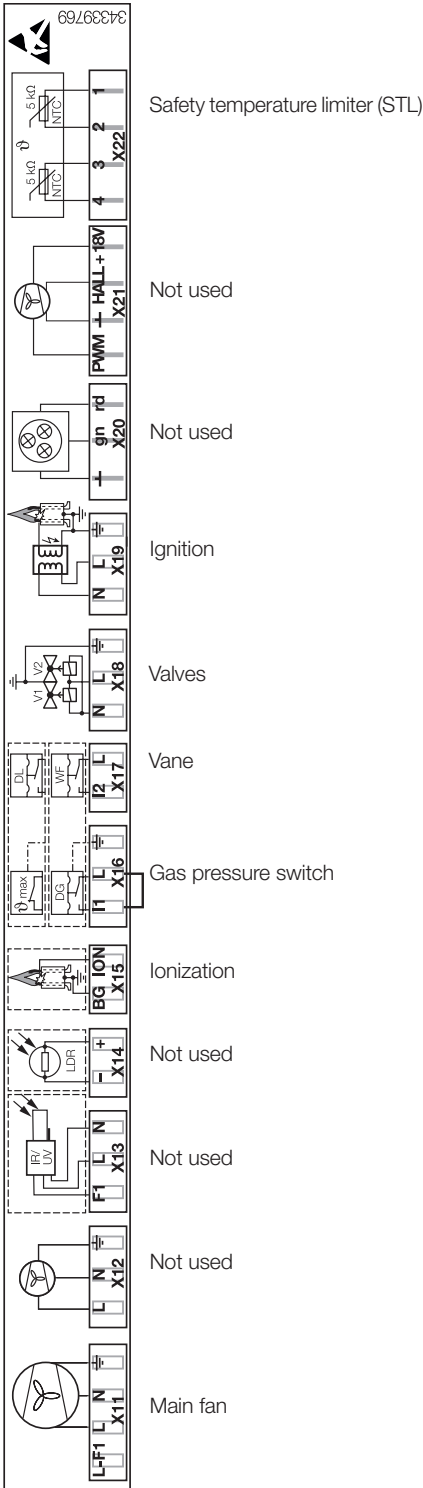 34339769
5 kΩ
NTC
ϑ
5 kΩ
NTC
1
2
3
4
X22
Safety temperature limiter (STL)
+ 18V
HALL
⊥
PWM
X21
Not used
rd
gn
⊥
X20
Not used
L
N
X19
Ignition
V2
V1
L
N
X18
Valves
DL
WF
L
I2
X17
Vane
ϑ max
DG
L
I1
X16
Gas pressure switch
ION
BG
X15
Ionization
LDR
+
–
X14
Not used
IR/
UV
N
L
F1
X13
Not used
N
L
X12
Not used
N
L
L-F1
X11
Main fan